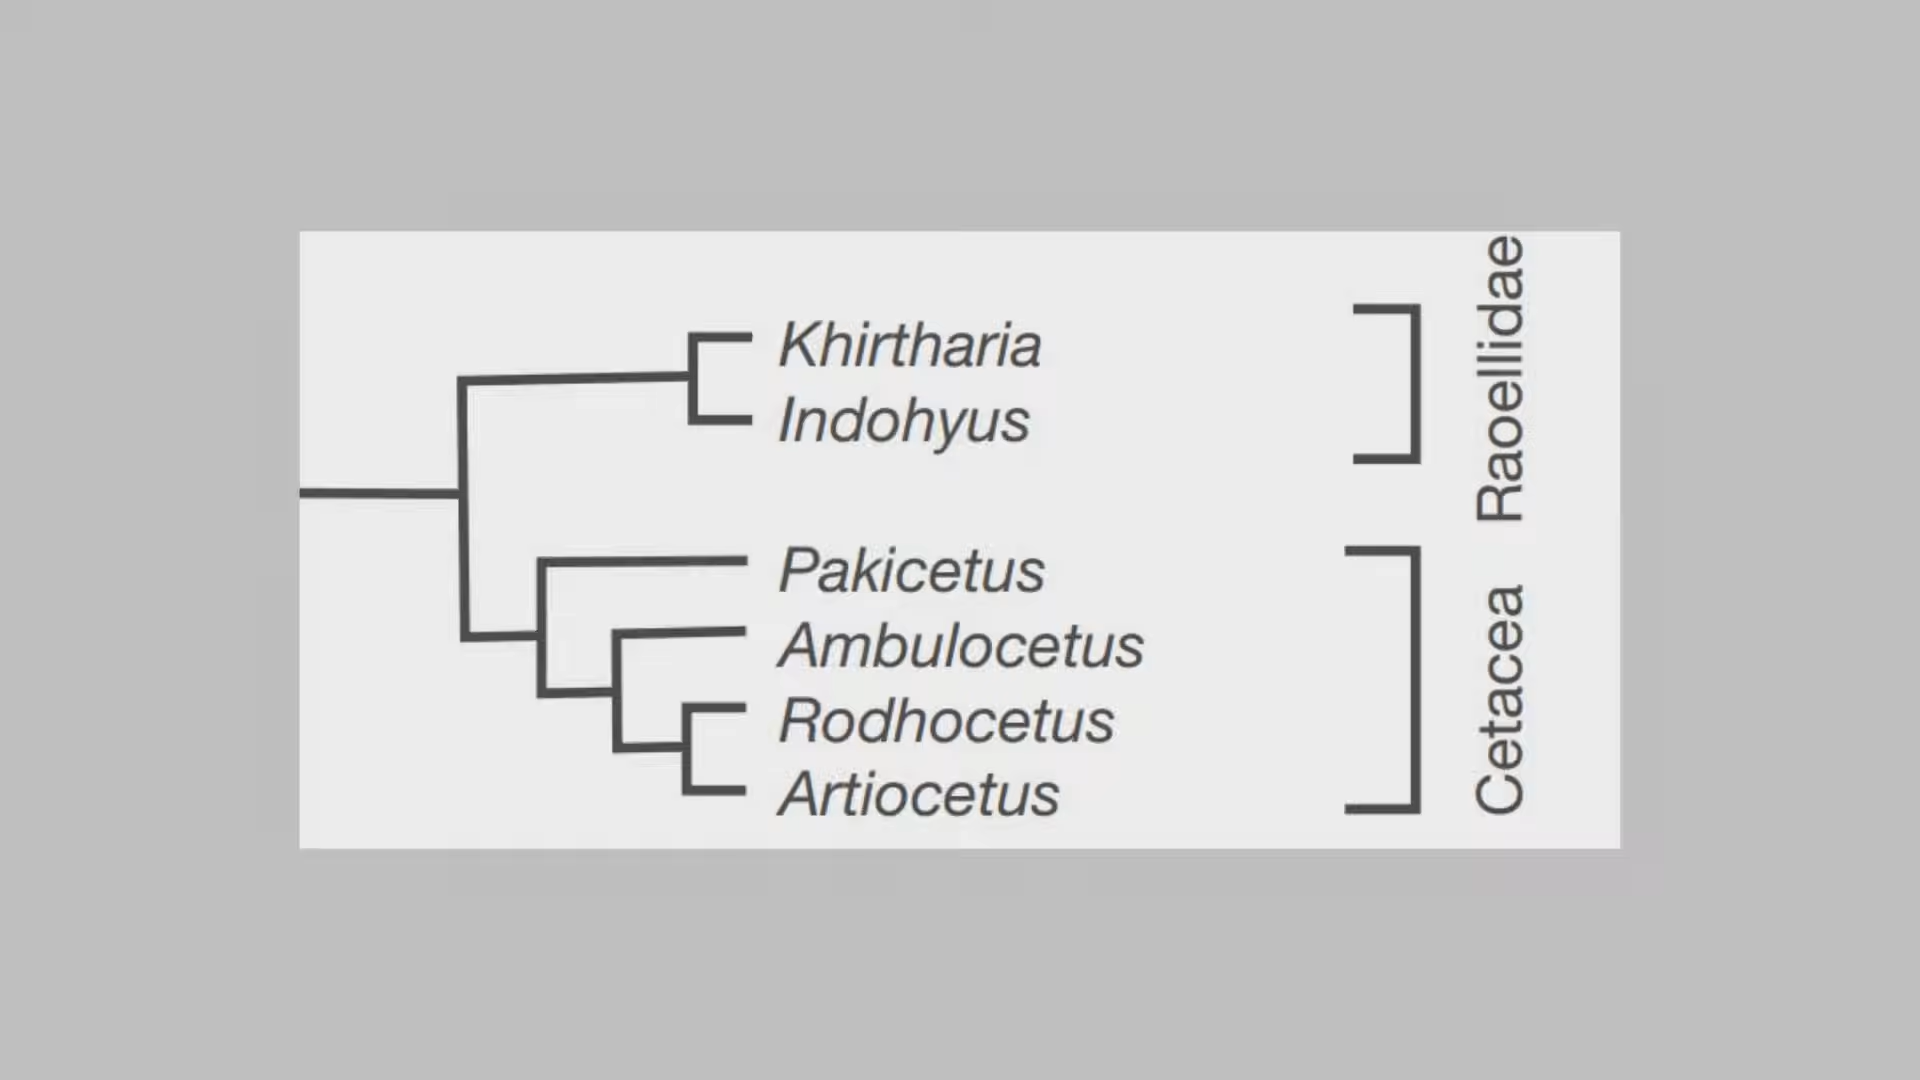 Khirtharia
Indohyus
Raoellidae
Pakicetus
Ambulocetus
Rodhocetus
Artiocetus
Cetacea